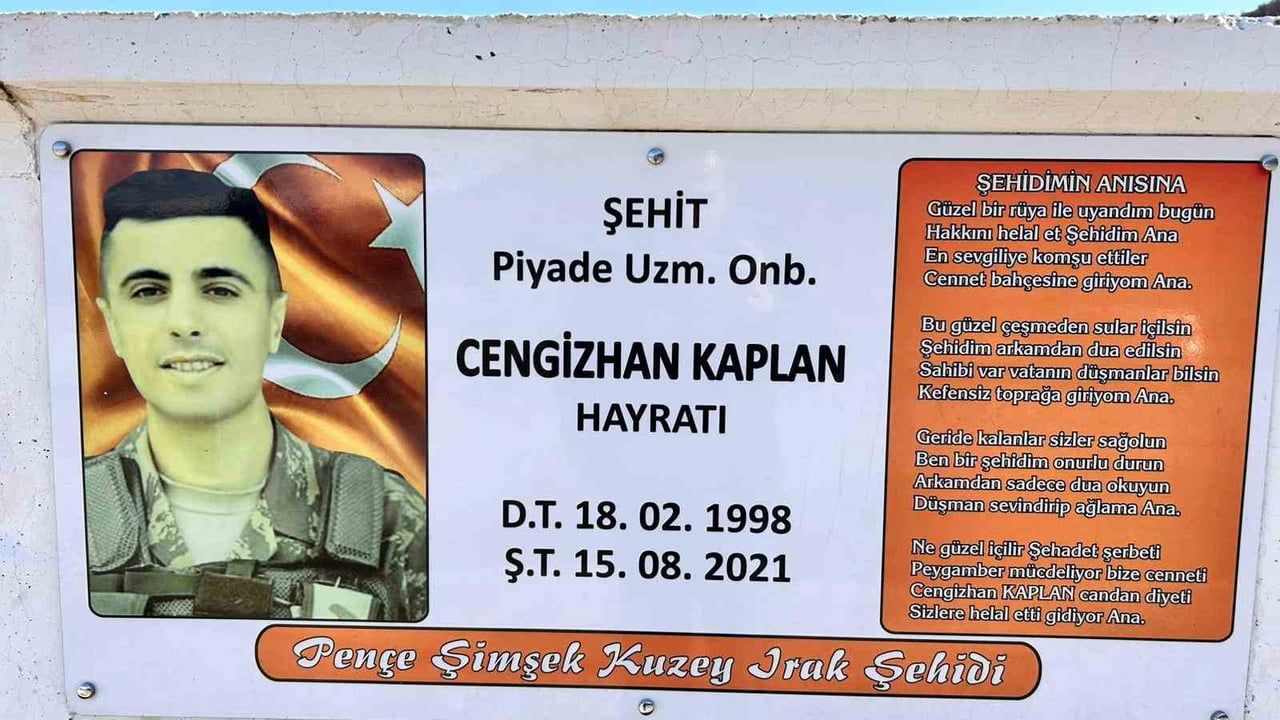 ŞEHİT
Piyade Uzm. Onb.
CENGİZHAN KAPLAN
HAYRATI
D.T. 18. 02. 1998
Ş.T. 15. 08. 2021
ŞEHİDİMİN ANISINA
Güzel bir rüya ile uyandım bugün
Hakkını helal et Şehidim Ana
En sevgiliye komşu ettiler
Cennet bahçesine giriyom Ana.
Bu güzel çeşmeden sular içilsin
Şehidim arkamdan dua edilsin
Sahibi var vatanın düşmanlar bilsin
Kefensiz toprağa giriyom Ana.
Geride kalanlar sizler sağolun
Ben bir şehidim onurlu durun
Arkamdan sadece dua okuyun
Düşman sevindirip ağlama Ana.
Ne güzel içilir Şehadet şerbeti
Peygamber mücdeliyor bize cenneti
Cengizhan KAPLAN candan diyeti
Sizlere helal etti gidiyor Ana.
Pençe Şimşek Kuzey Irak Şehidi